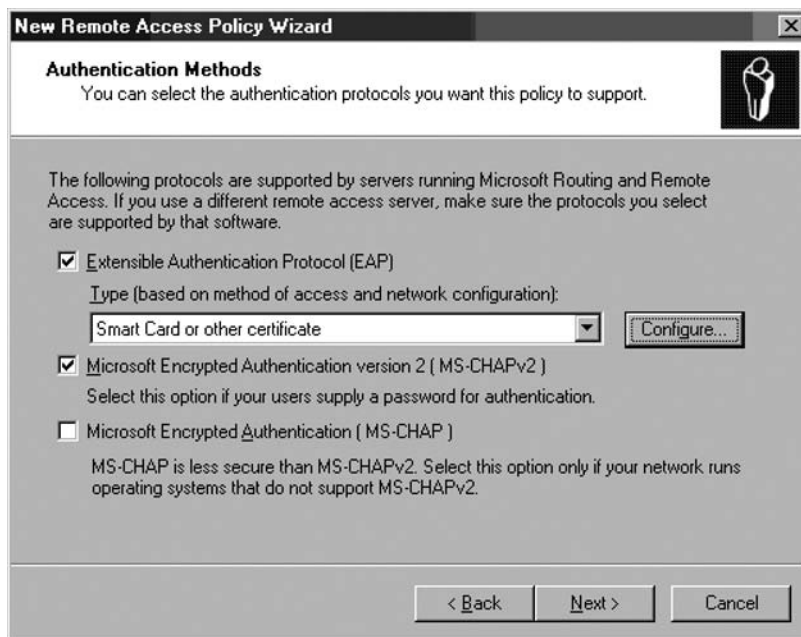 New Remote Access Policy Wizard
Authentication Methods
You can select the authentication protocols you want this policy to support.
The following protocols are supported by servers running Microsoft Routing and Remote
Access. If you use a different remote access server, make sure the protocols you select
are supported by that software.
Extensible Authentication Protocol (EAP)
Type (based on method of access and network configuration):
Smart Card or other certificate
Configure...
Microsoft Encrypted Authentication version 2 ( MS-CHAPv2 )
Select this option if your users supply a password for authentication.
Microsoft Encrypted Authentication ( MS-CHAP )
MS-CHAP is less secure than MS-CHAPv2. Select this option only if your network runs
operating systems that do not support MS-CHAPv2.
< Back Next > Cancel